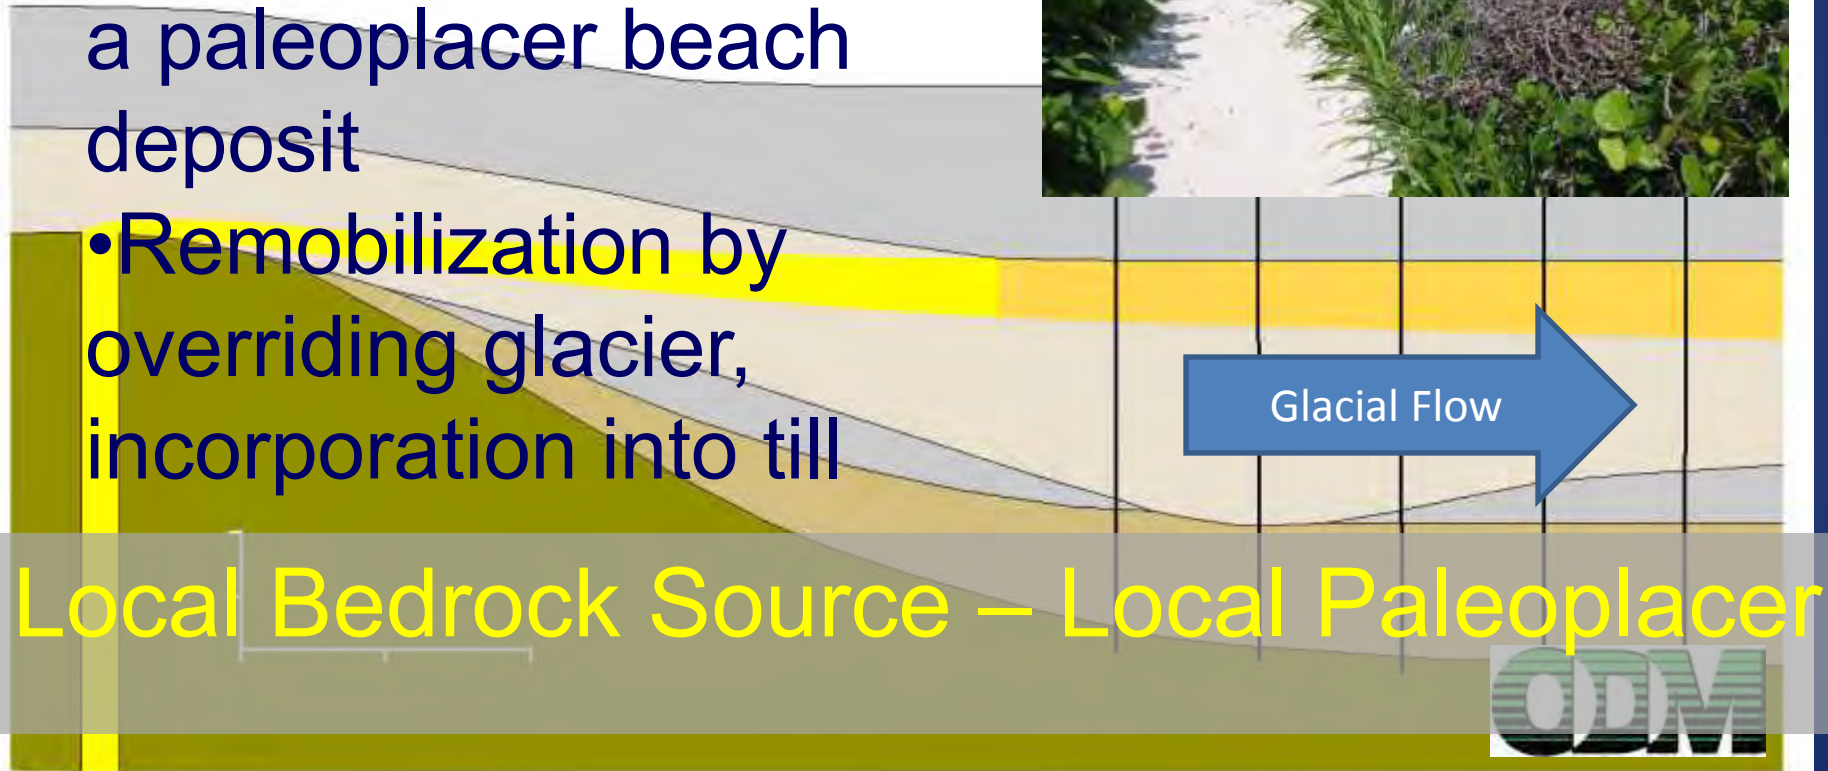 a paleoplacer beach
deposit
•Remobilization by
overriding glacier,
incorporation into till
Glacial Flow
Local Bedrock Source – Local Paleoplacer
ODM